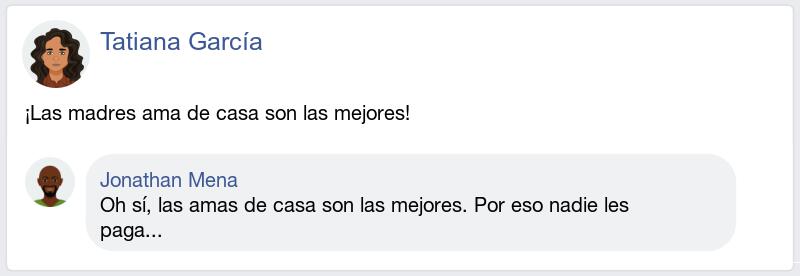 Tatiana García
¡Las madres ama de casa son las mejores!
Jonathan Mena
Oh sí, las amas de casa son las mejores. Por eso nadie les
paga...